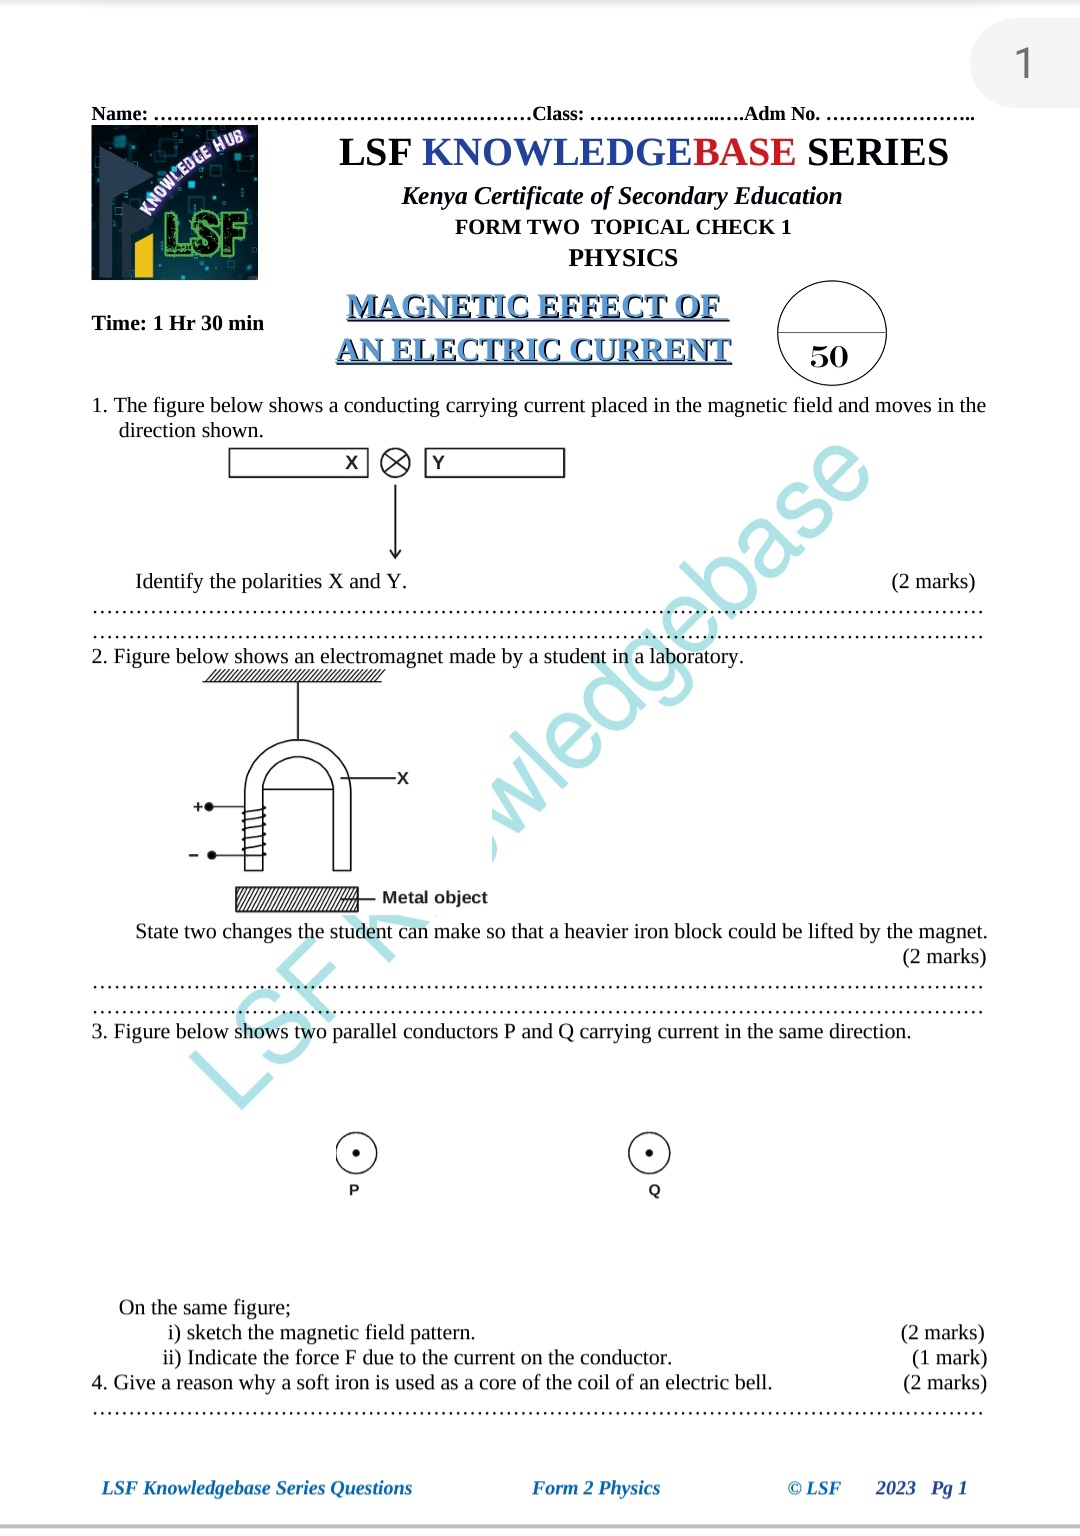 1
Name: ……………………………………………………Class: ………………..….Adm No. …………………..
KNOWLEDGE HUB
LSF
LSF KNOWLEDGEBASE SERIES
Kenya Certificate of Secondary Education
FORM TWO TOPICAL CHECK 1
PHYSICS
Time: 1 Hr 30 min
MAGNETIC EFFECT OF
AN ELECTRIC CURRENT
50
1. The figure below shows a conducting carrying current placed in the magnetic field and moves in the
direction shown.
X Y
Identify the polarities X and Y. (2 marks)
………………………………………………………………………………………………………………
………………………………………………………………………………………………………………
2. Figure below shows an electromagnet made by a student in a laboratory.
X
+
–
Metal object
State two changes the student can make so that a heavier iron block could be lifted by the magnet.
(2 marks)
………………………………………………………………………………………………………………
………………………………………………………………………………………………………………
3. Figure below shows two parallel conductors P and Q carrying current in the same direction.
P Q
On the same figure;
i) sketch the magnetic field pattern. (2 marks)
ii) Indicate the force F due to the current on the conductor. (1 mark)
4. Give a reason why a soft iron is used as a core of the coil of an electric bell. (2 marks)
………………………………………………………………………………………………………………
LSF Knowledgebase Series Questions Form 2 Physics © LSF 2023 Pg 1